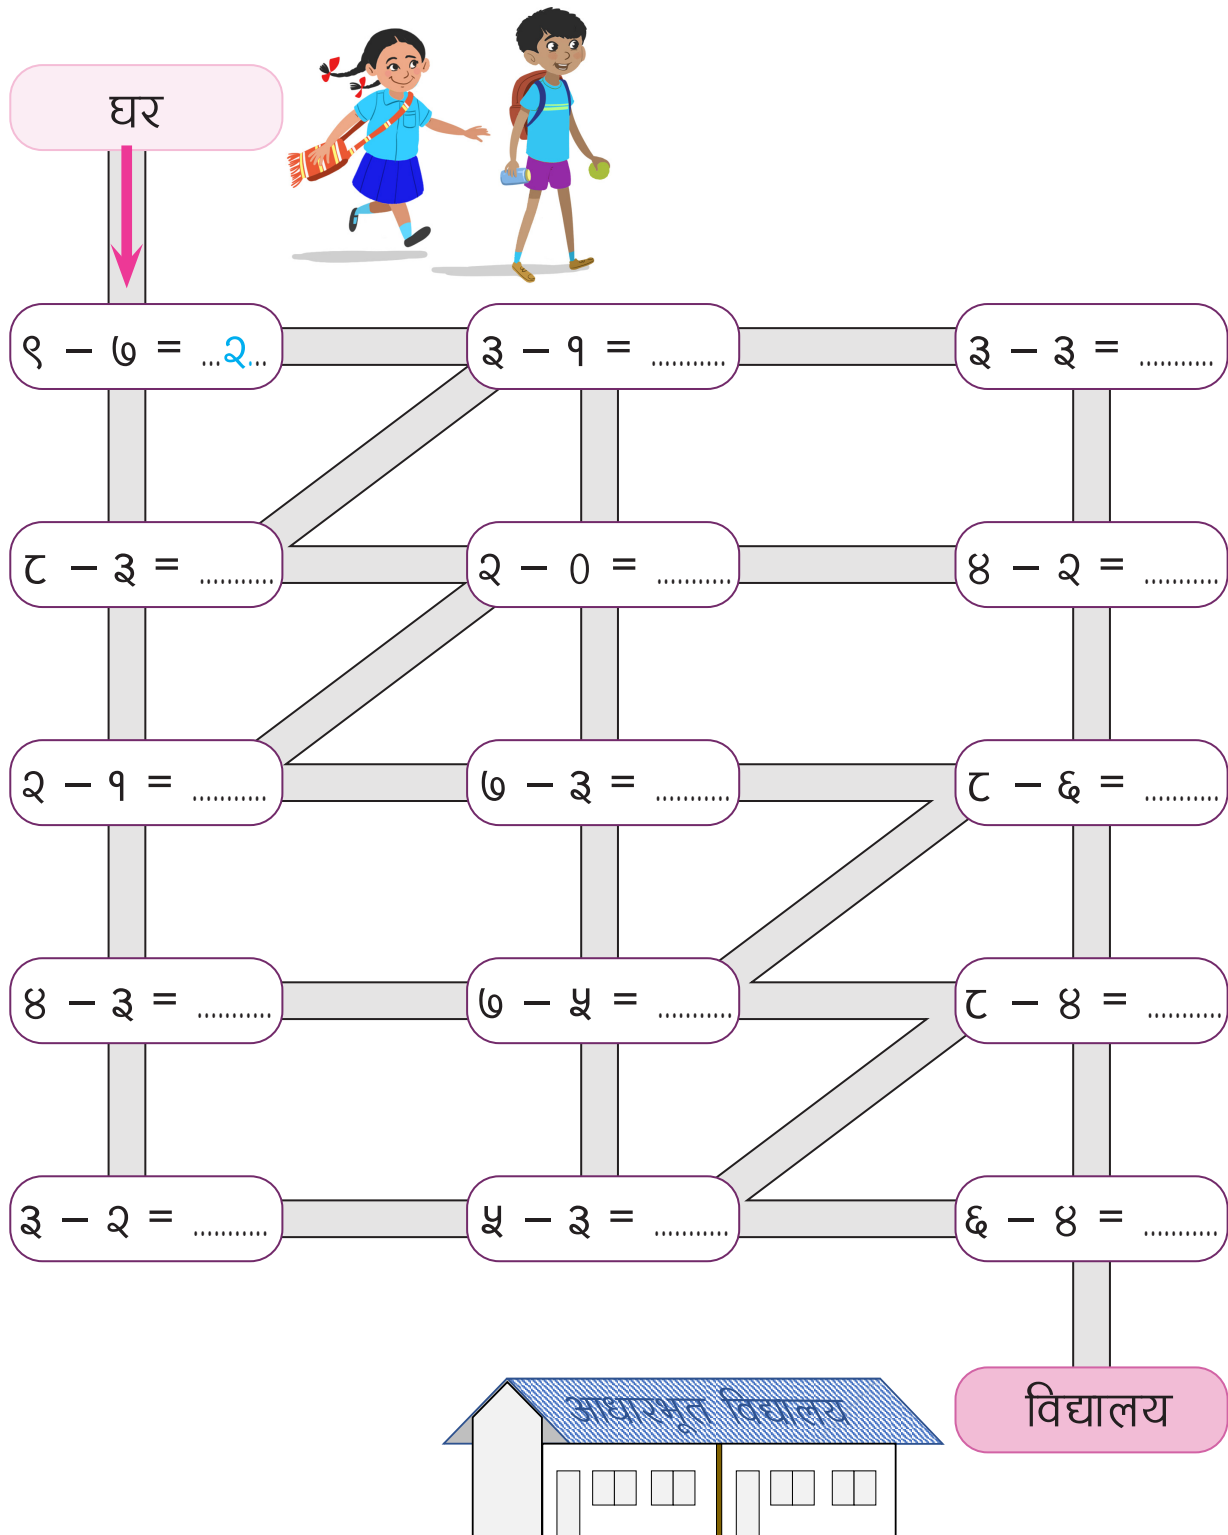 घर
९ – ७ = ...२...
३ – १ = ...........
३ – ३ = ...........
८ – ३ = ...........
२ – ० = ...........
४ – २ = ...........
२ – १ = ...........
७ – ३ = ...........
८ – ६ = ...........
४ – ३ = ...........
७ – ५ = ...........
८ – ४ = ...........
३ – २ = ...........
५ – ३ = ...........
६ – ४ = ...........
विद्यालय
आधारभूत विद्यालय